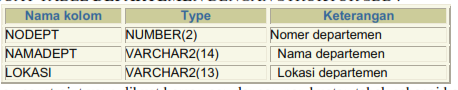 Nama kolom Type Keterangan
NODEPT NUMBER(2) Nomer departemen
NAMADEPT VARCHAR2(14) Nama departemen
LOKASI VARCHAR2(13) Lokasi departemen